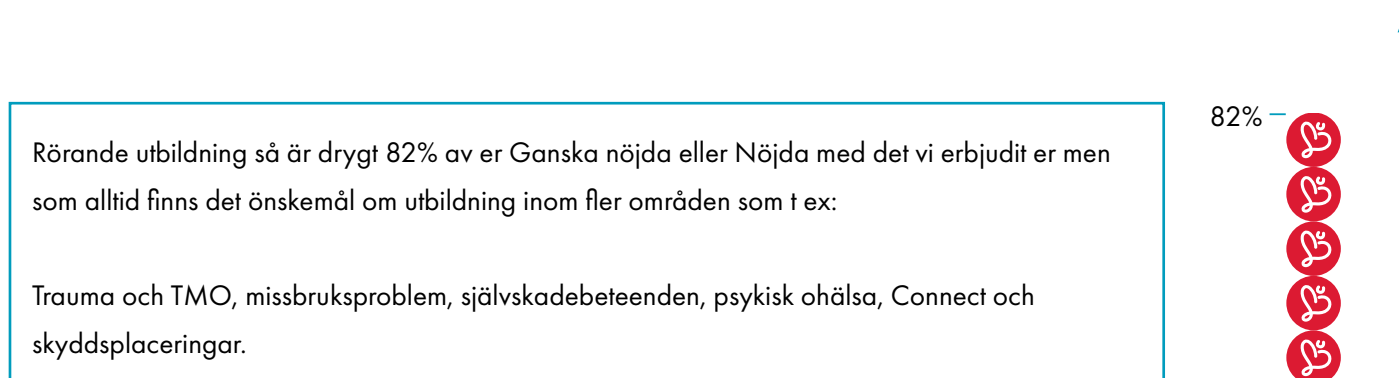 82%
Rörande utbildning så är drygt 82% av er Ganska nöjda eller Nöjda med det vi erbjudit er men
som alltid finns det önskemål om utbildning inom fler områden som t ex:
Trauma och TMO, missbruksproblem, självskadebeteenden, psykisk ohälsa, Connect och
skyddsplaceringar.